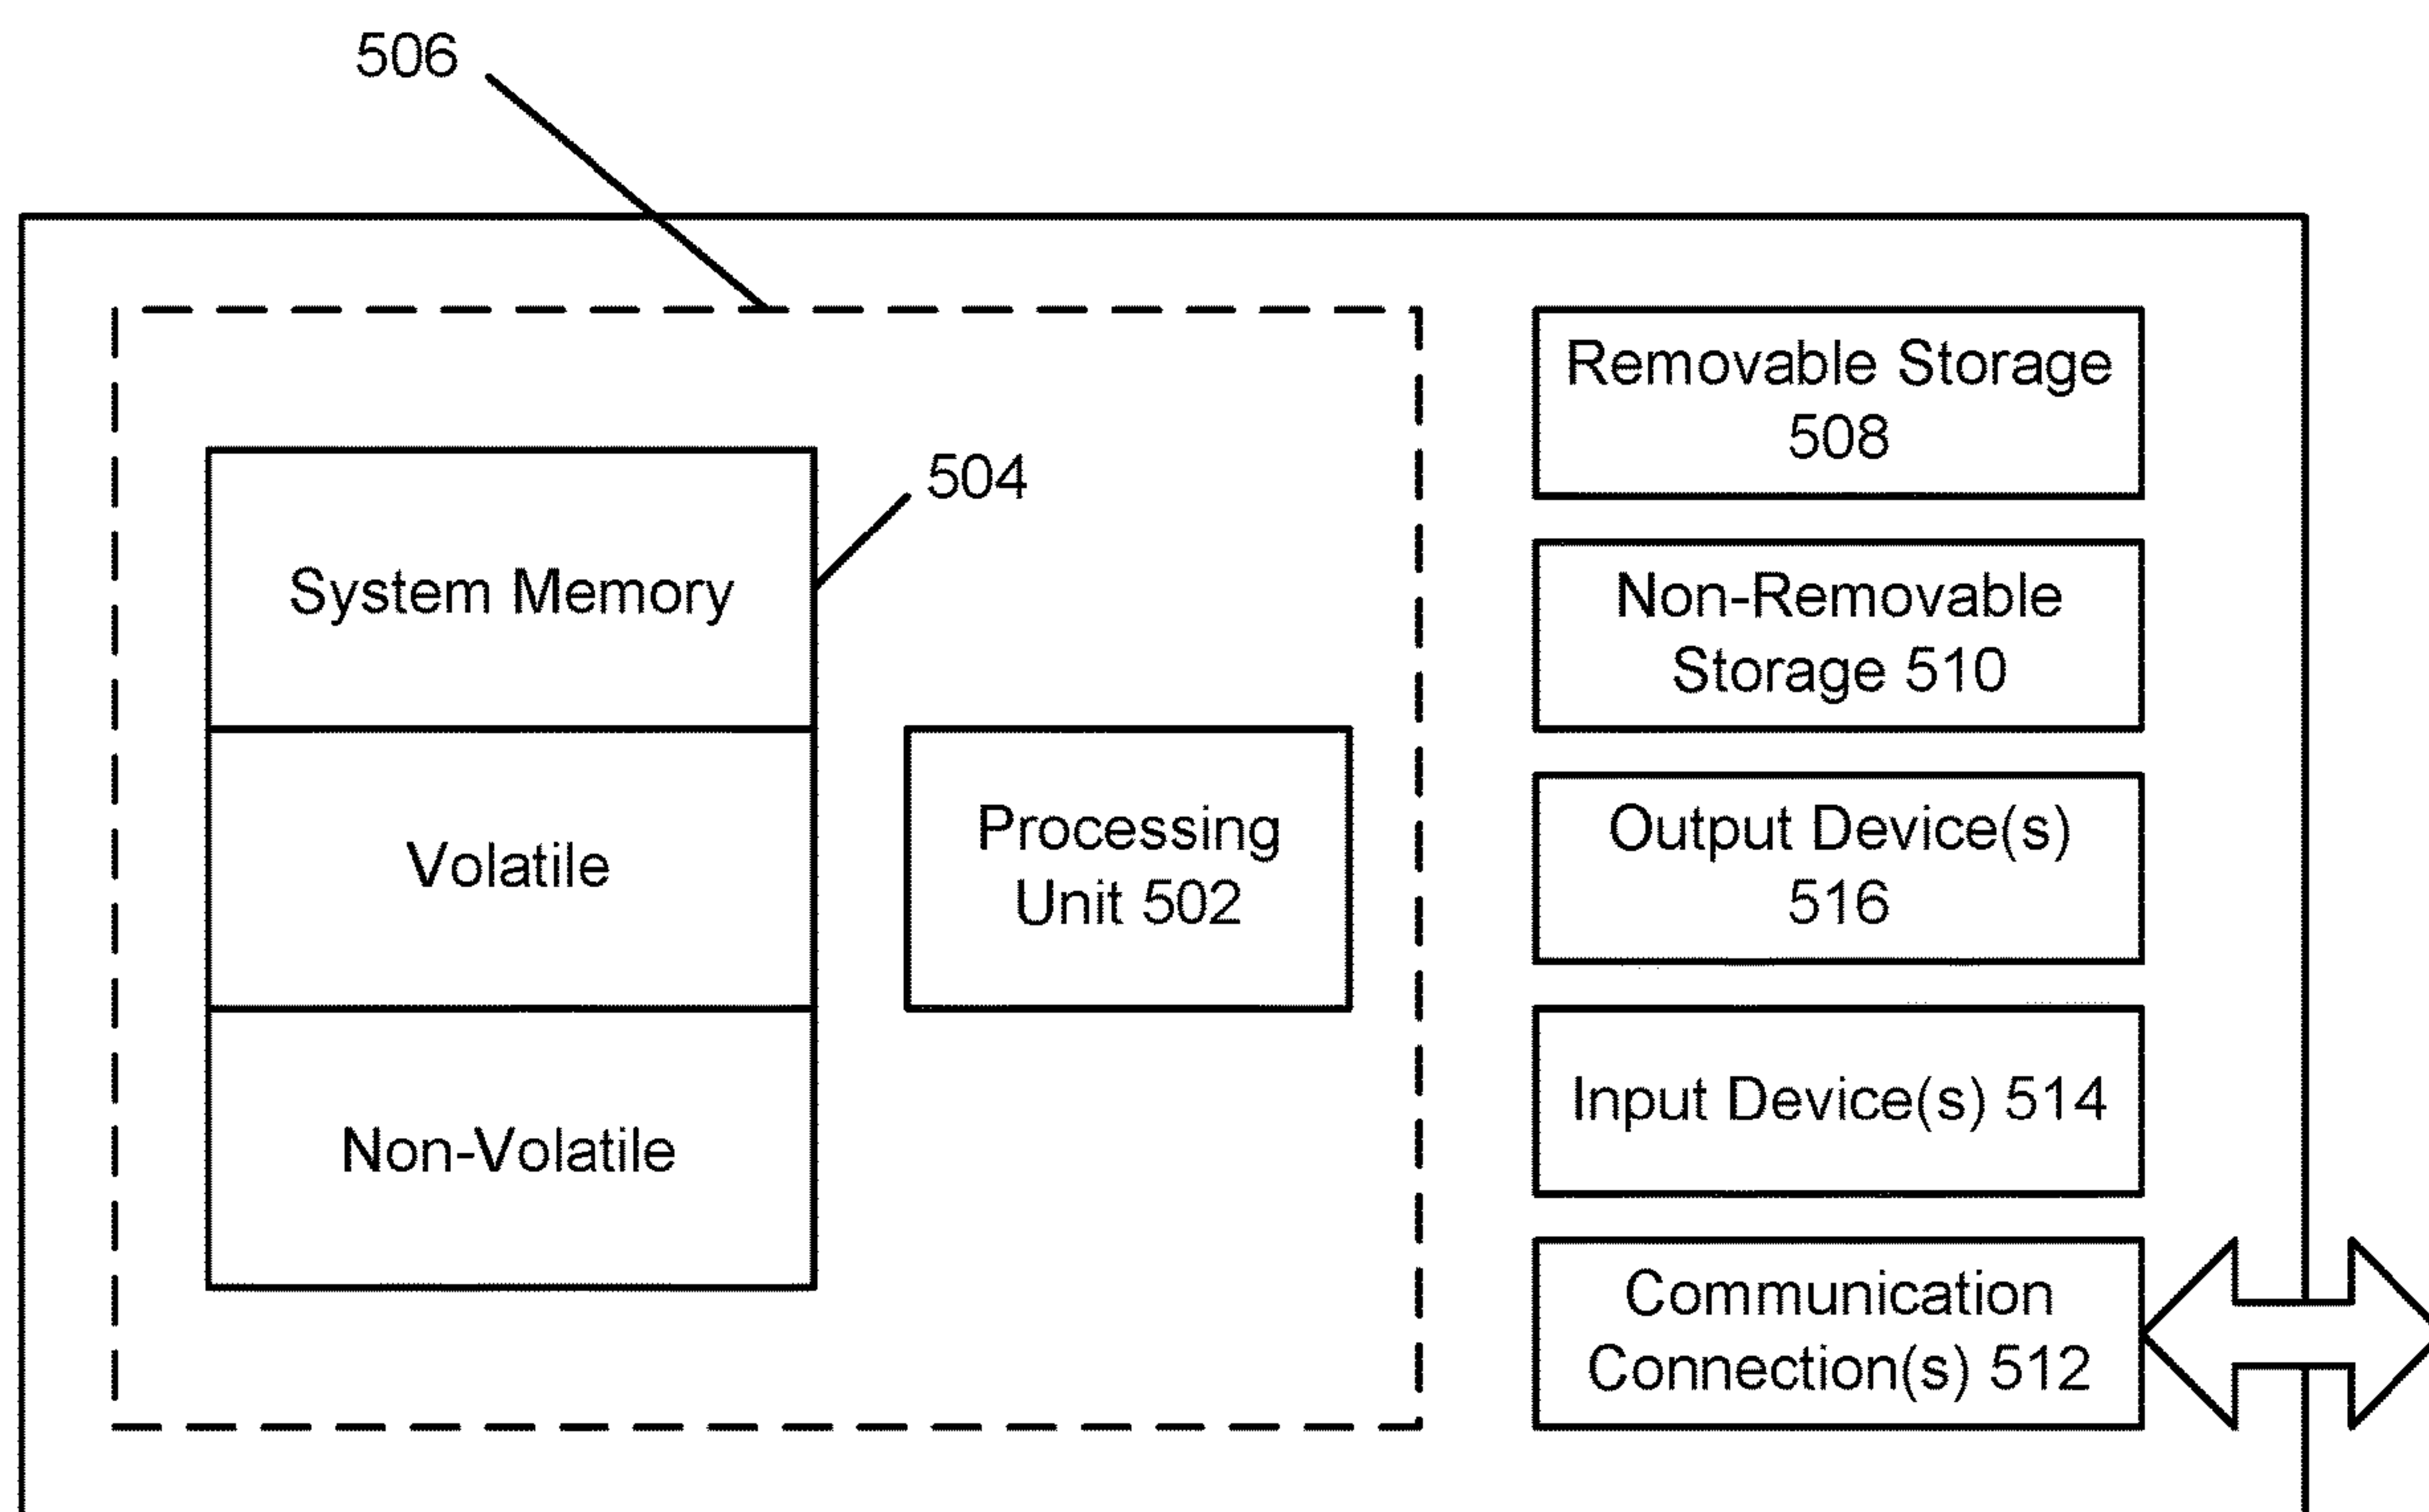 506
504
System Memory
Volatile
Non-Volatile
Processing
Unit 502
Removable Storage
508
Non-Removable
Storage 510
Output Device(s)
516
Input Device(s) 514
Communication
Connection(s) 512